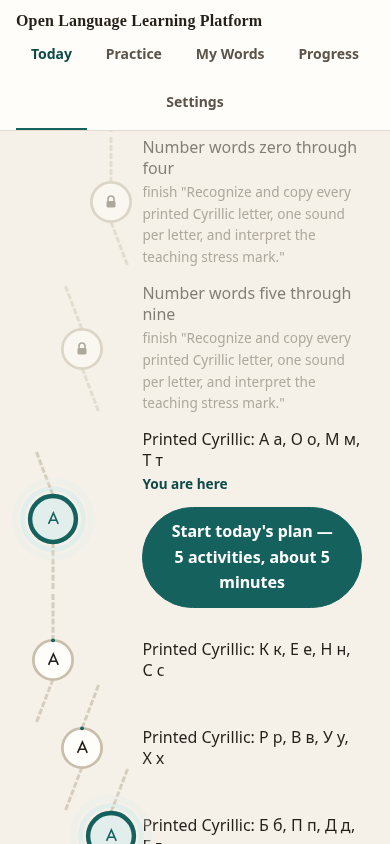 Open Language Learning Platform
Today Practice My Words Progress
Settings
Number words zero through
four
finish "Recognize and copy every
printed Cyrillic letter, one sound
per letter, and interpret the
teaching stress mark."
Number words five through
nine
finish "Recognize and copy every
printed Cyrillic letter, one sound
per letter, and interpret the
teaching stress mark."
Printed Cyrillic: А а, О о, М м,
Т т
You are here
Start today's plan —
5 activities, about 5
minutes
Printed Cyrillic: К к, Е е, Н н,
С с
Printed Cyrillic: Р р, В в, У у,
Х х
Printed Cyrillic: Б б, П п, Д д,